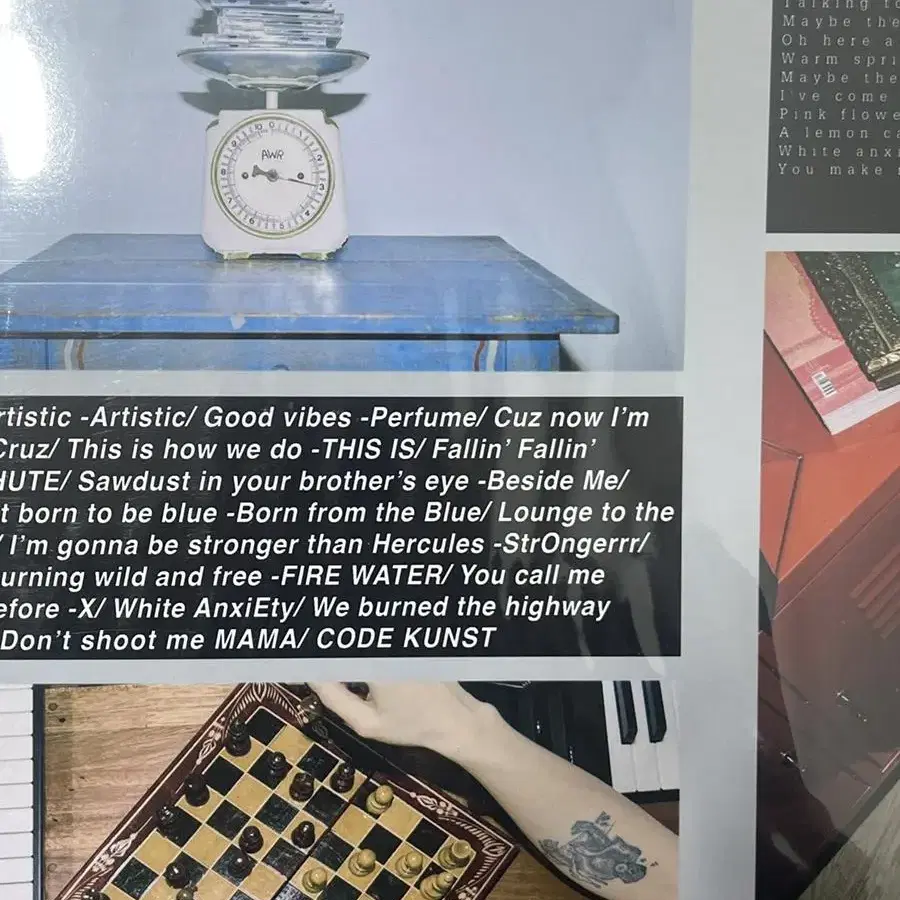 AWR
0
Talking to
Maybe the
Oh here a
Warm spri
Maybe the
I've come
Pink flowe
A lemon ca
White anxi
You make
rtistic -Artistic/ Good vibes -Perfume/ Cuz now I'm
Cruz/ This is how we do -THIS IS/ Fallin' Fallin'
HUTE/ Sawdust in your brother's eye -Beside Me/
t born to be blue -Born from the Blue/ Lounge to the
/ I'm gonna be stronger than Hercules -StrOngerrr/
urning wild and free -FIRE WATER/ You call me
efore -X/ White AnxiEty/ We burned the highway
Don't shoot me MAMA/ CODE KUNST